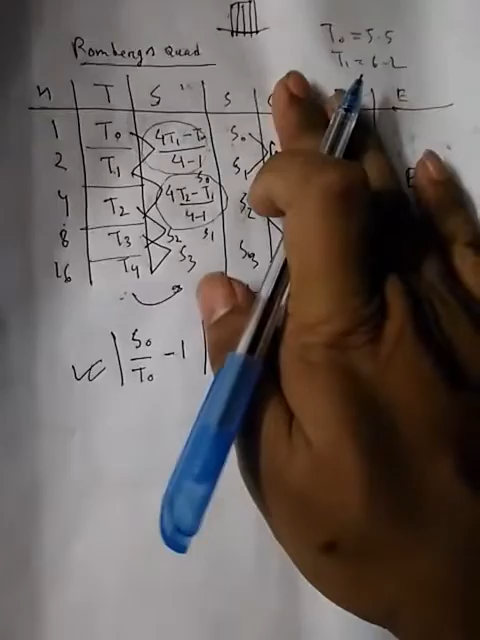 Rombergs quad
T₀ = 5.5
T₁ = 6.2
n T S S E
1 T₀ 4T₁-T₀ / 4-1 S₀
2 T₁ S₀ S₁
4 T₂ 4T₂-T₁ / 4-1 S₂
8 T₃ S₂ S₁
16 T₄ S₃ S₃
| S₀ / T₀ - 1 |